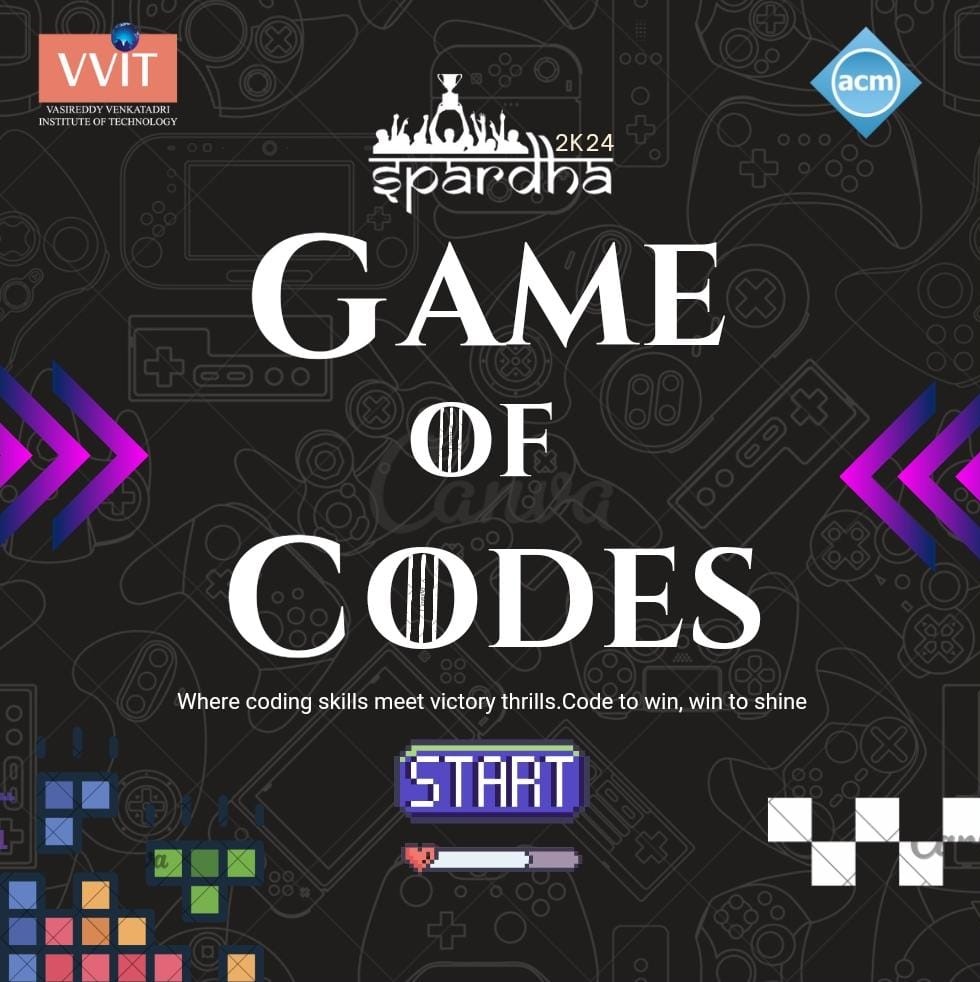 VVIT
VASIREDDY VENKATADRI
INSTITUTE OF TECHNOLOGY
acm
2K24
spardha
GAME
OF
CODES
Canva
Where coding skills meet victory thrills.Code to win, win to shine
START